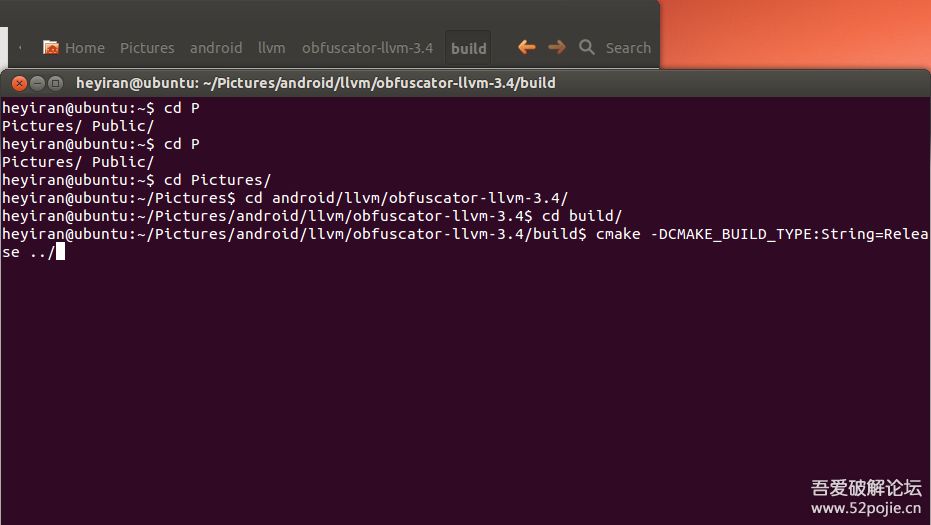 Home Pictures android llvm obfuscator-llvm-3.4 build Search
heyiran@ubuntu: ~/Pictures/android/llvm/obfuscator-llvm-3.4/build
heyiran@ubuntu:~$ cd P
Pictures/ Public/
heyiran@ubuntu:~$ cd P
Pictures/ Public/
heyiran@ubuntu:~$ cd Pictures/
heyiran@ubuntu:~/Pictures$ cd android/llvm/obfuscator-llvm-3.4/
heyiran@ubuntu:~/Pictures/android/llvm/obfuscator-llvm-3.4$ cd build/
heyiran@ubuntu:~/Pictures/android/llvm/obfuscator-llvm-3.4/build$ cmake -DCMAKE_BUILD_TYPE:String=Relea
se ../
吾爱破解论坛
www.52pojie.cn